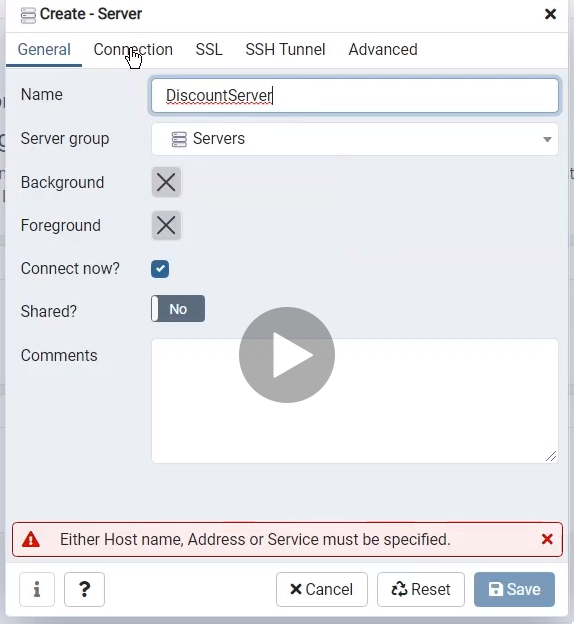 Create - Server
General Connection SSL SSH Tunnel Advanced
Name DiscountServer
Server group Servers
Background
Foreground
Connect now?
Shared? No
Comments
Either Host name, Address or Service must be specified.
i ? Cancel Reset Save